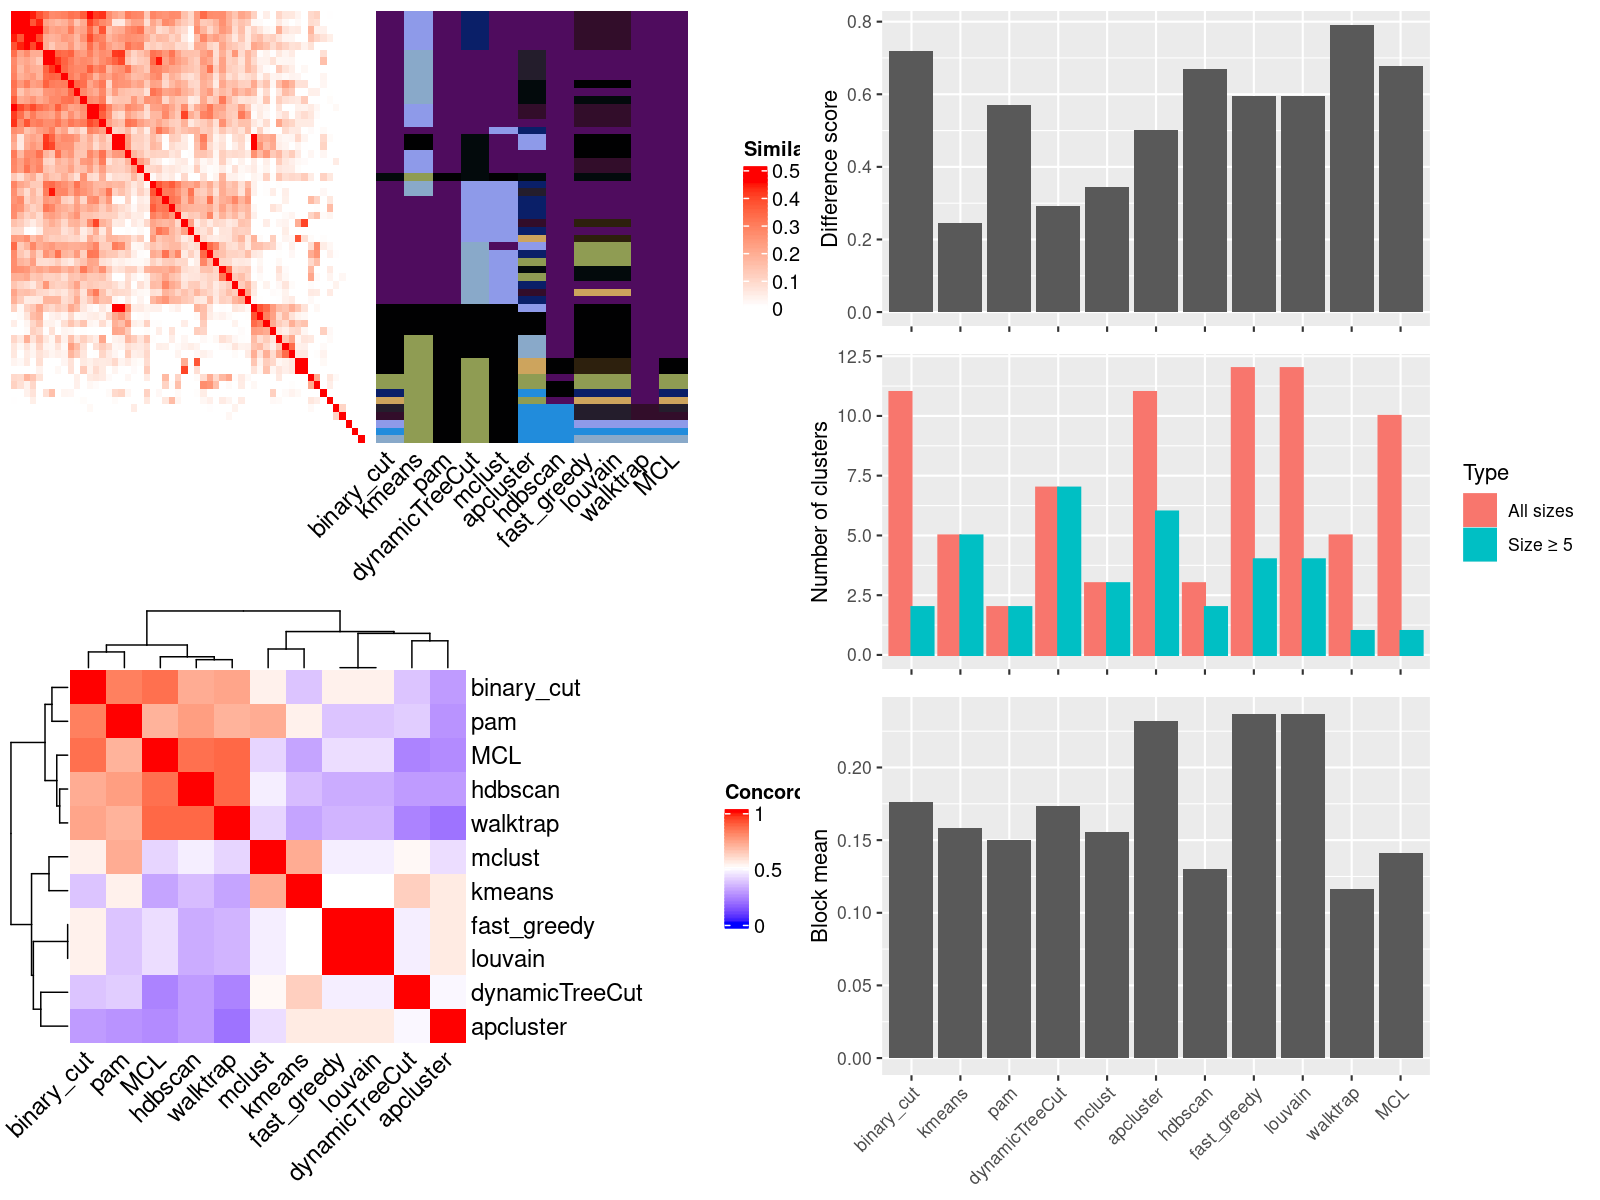 Simila
0.5
0.4
0.3
0.2
0.1
0
binary_cut
kmeans
pam
dynamicTreeCut
mclust
apcluster
hdbscan
fast_greedy
louvain
walktrap
MCL
binary_cut
pam
MCL
hdbscan
walktrap
mclust
kmeans
fast_greedy
louvain
dynamicTreeCut
apcluster
Concord
1
0.5
0
binary_cut
pam
MCL
hdbscan
walktrap
mclust
kmeans
fast_greedy
louvain
dynamicTreeCut
apcluster
Difference score
0.8
0.6
0.4
0.2
0.0
Number of clusters
12.5
10.0
7.5
5.0
2.5
0.0
Type
All sizes
Size ≥ 5
Block mean
0.20
0.15
0.10
0.05
0.00
binary_cut
kmeans
pam
dynamicTreeCut
mclust
apcluster
hdbscan
fast_greedy
louvain
walktrap
MCL